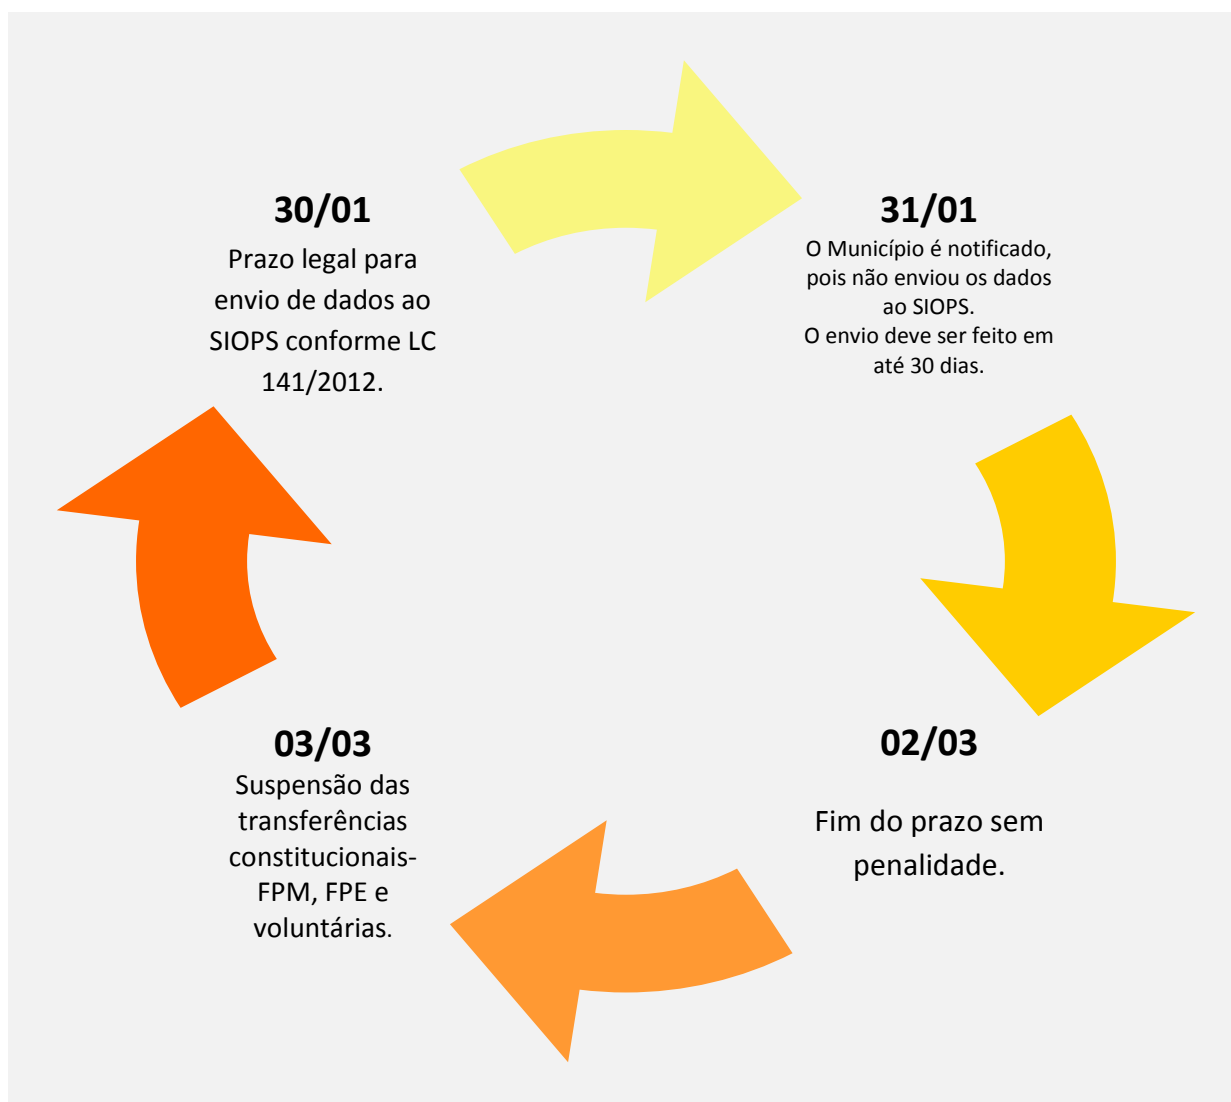 30/01
Prazo legal para
envio de dados ao
SIOPS conforme LC
141/2012.
31/01
O Município é notificado,
pois não enviou os dados
ao SIOPS.
O envio deve ser feito em
até 30 dias.
02/03
Fim do prazo sem
penalidade.
03/03
Suspensão das
transferências
constitucionais-
FPM, FPE e
voluntárias.